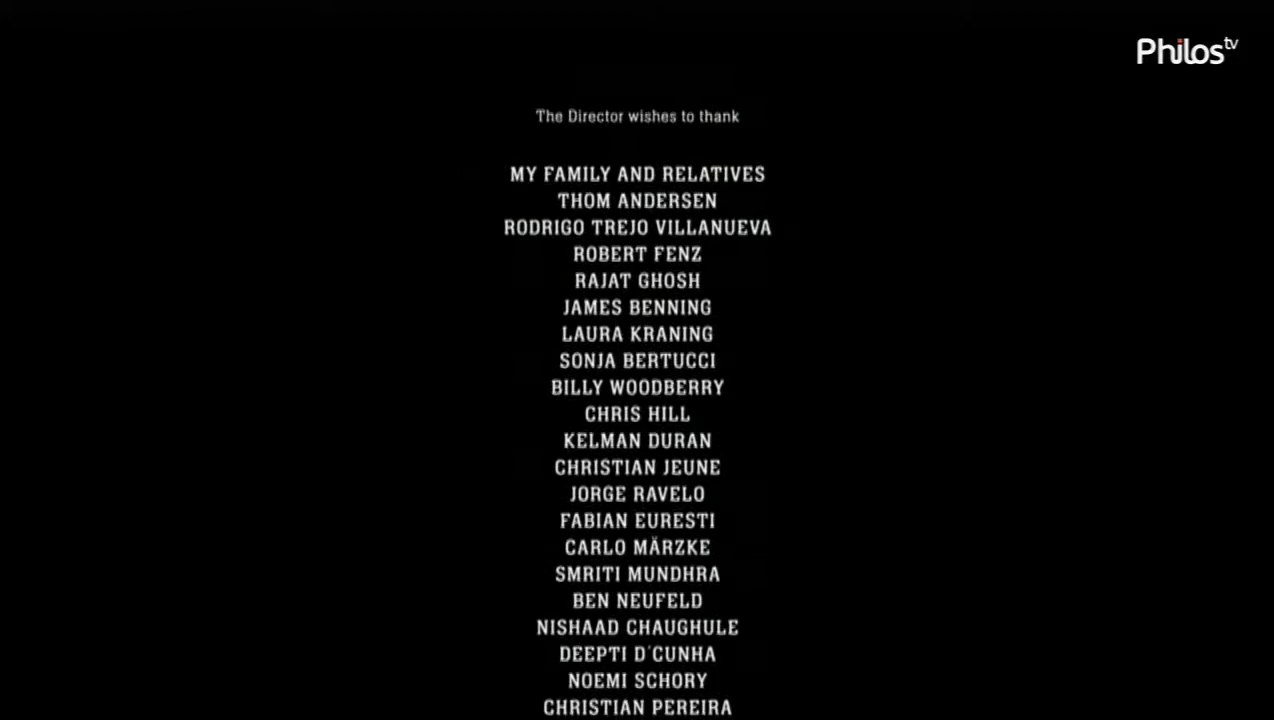 Philos tv
The Director wishes to thank
MY FAMILY AND RELATIVES
THOM ANDERSEN
RODRIGO TREJO VILLANUEVA
ROBERT FENZ
RAJAT GHOSH
JAMES BENNING
LAURA KRANING
SONJA BERTUCCI
BILLY WOODBERRY
CHRIS HILL
KELMAN DURAN
CHRISTIAN JEUNE
JORGE RAVELO
FABIAN EURESTI
CARLO MÄRZKE
SMRITI MUNDHRA
BEN NEUFELD
NISHAAD CHAUGHULE
DEEPTI D´CUNHA
NOEMI SCHORY
CHRISTIAN PEREIRA